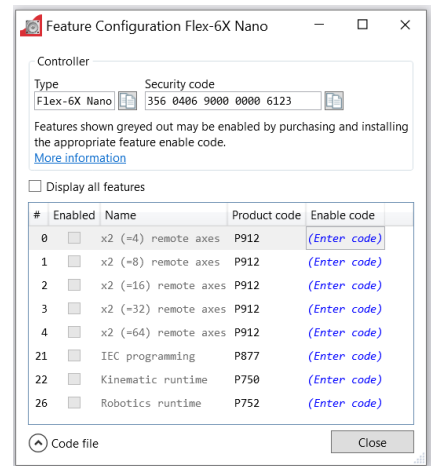 Feature Configuration Flex-6X Nano
Controller
Type Security code
Flex-6X Nano 356 0406 9000 0000 6123
Features shown greyed out may be enabled by purchasing and installing
the appropriate feature enable code.
More information
Display all features
# Enabled Name Product code Enable code
0 x2 (=4) remote axes P912 (Enter code)
1 x2 (=8) remote axes P912 (Enter code)
2 x2 (=16) remote axes P912 (Enter code)
3 x2 (=32) remote axes P912 (Enter code)
4 x2 (=64) remote axes P912 (Enter code)
21 IEC programming P877 (Enter code)
22 Kinematic runtime P750 (Enter code)
26 Robotics runtime P752 (Enter code)
Code file Close